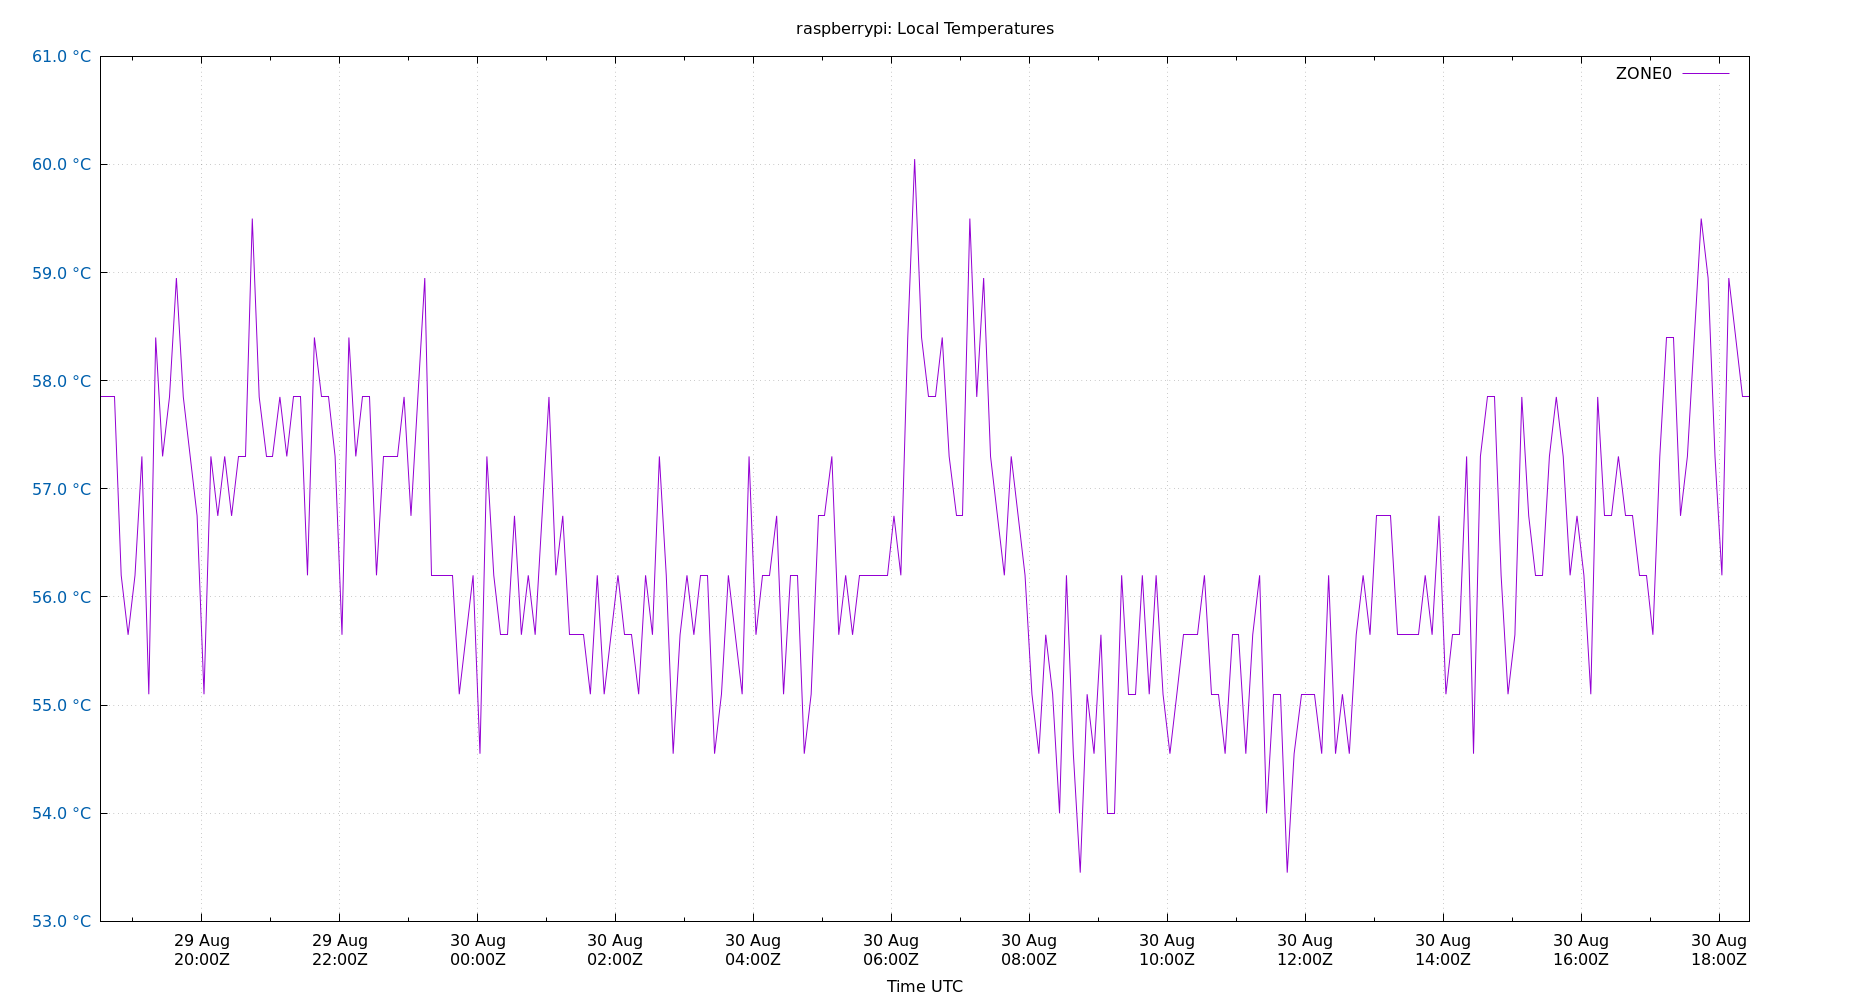 raspberrypi: Local Temperatures
61.0 °C
ZONE0
60.0 °C
59.0 °C
58.0 °C
57.0 °C
56.0 °C
55.0 °C
54.0 °C
53.0 °C
29 Aug 29 Aug 30 Aug 30 Aug 30 Aug 30 Aug 30 Aug 30 Aug 30 Aug 30 Aug 30 Aug 30 Aug
20:00Z 22:00Z 00:00Z 02:00Z 04:00Z 06:00Z 08:00Z 10:00Z 12:00Z 14:00Z 16:00Z 18:00Z
Time UTC